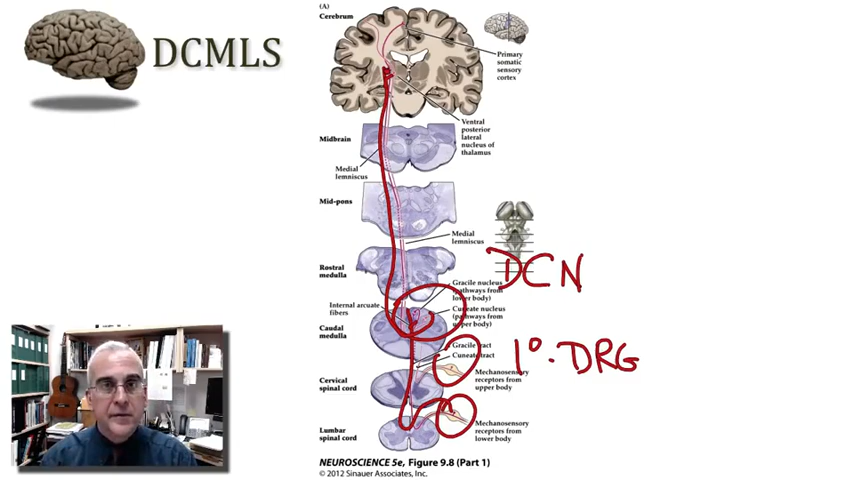 (A)
Cerebrum
DCMLS
Primary
somatic
sensory
cortex
Ventral
posterior
lateral
nucleus of
thalamus
Midbrain
Medial
lemniscus
Mid-pons
Medial
lemniscus
DCN
Rostral
medulla
Gracile nucleus
(pathways from
lower body)
Internal arcuate
fibers
Cuneate nucleus
(pathways from
upper body)
Caudal
medulla
Gracile tract
Cuneate tract
1° · DRG
Mechanosensory
receptors from
upper body
Cervical
spinal cord
Mechanosensory
receptors from
lower body
Lumbar
spinal cord
NEUROSCIENCE 5e, Figure 9.8 (Part 1)
© 2012 Sinauer Associates, Inc.